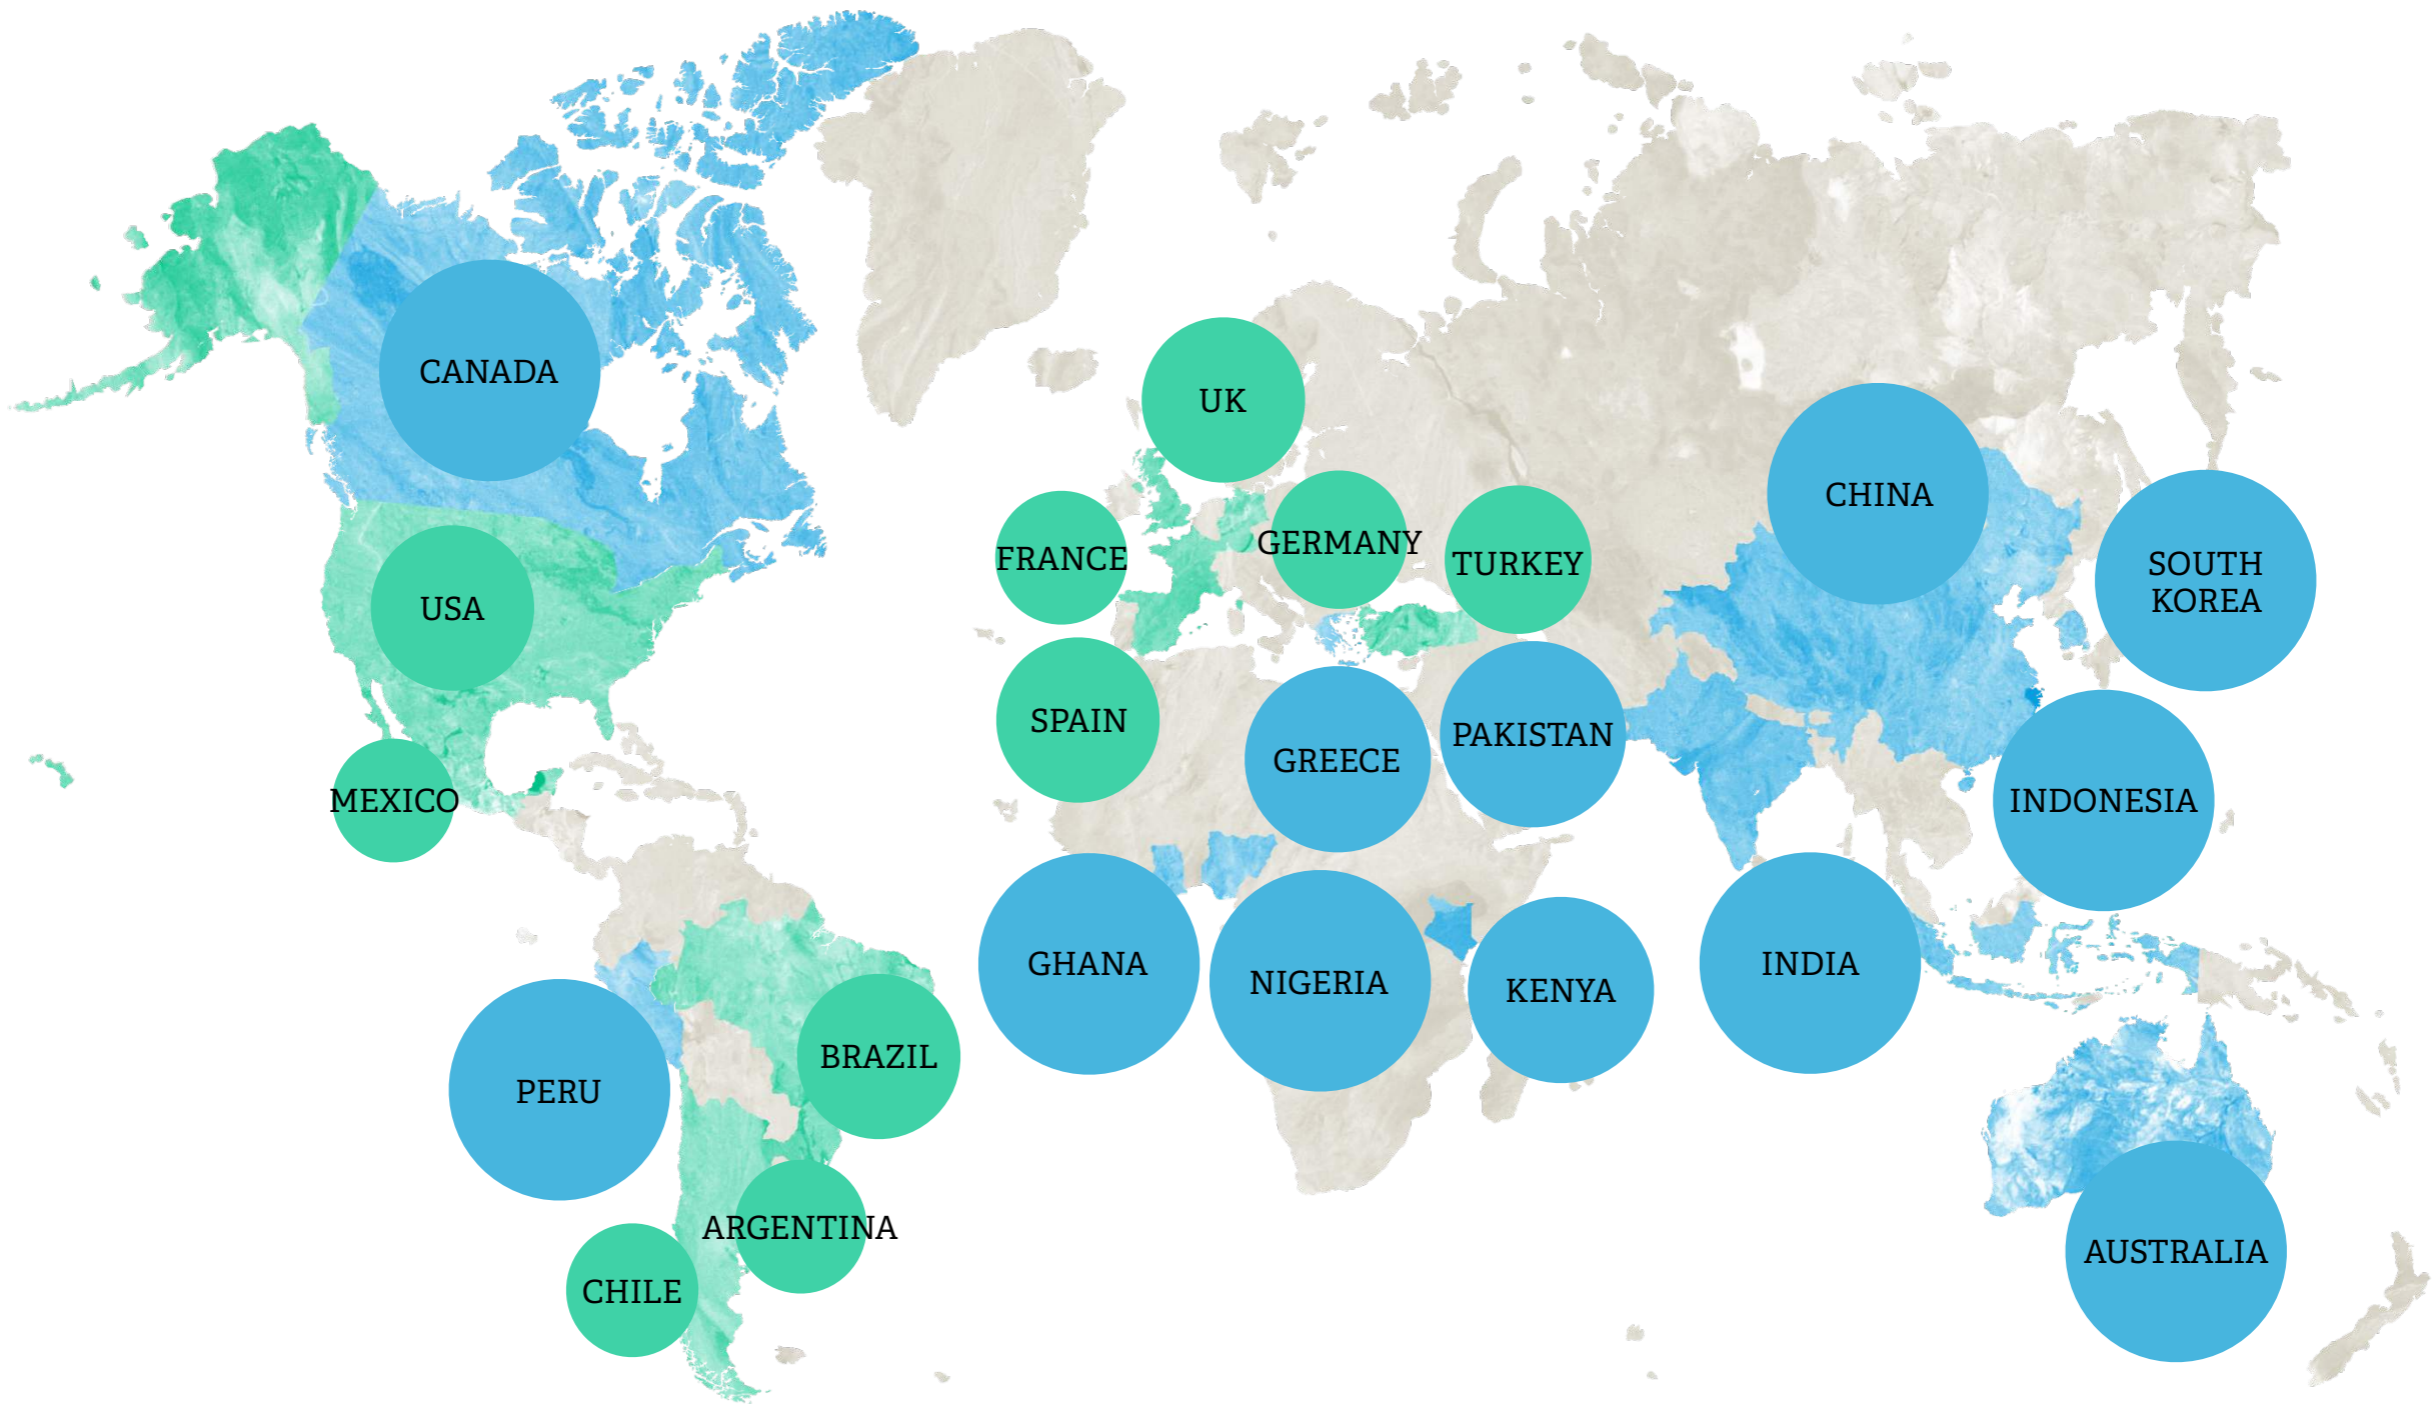 CANADA
UK
CHINA
FRANCE
GERMANY
TURKEY
SOUTH
KOREA
USA
SPAIN
GREECE
PAKISTAN
MEXICO
INDONESIA
GHANA
NIGERIA
KENYA
INDIA
PERU
BRAZIL
ARGENTINA
CHILE
AUSTRALIA